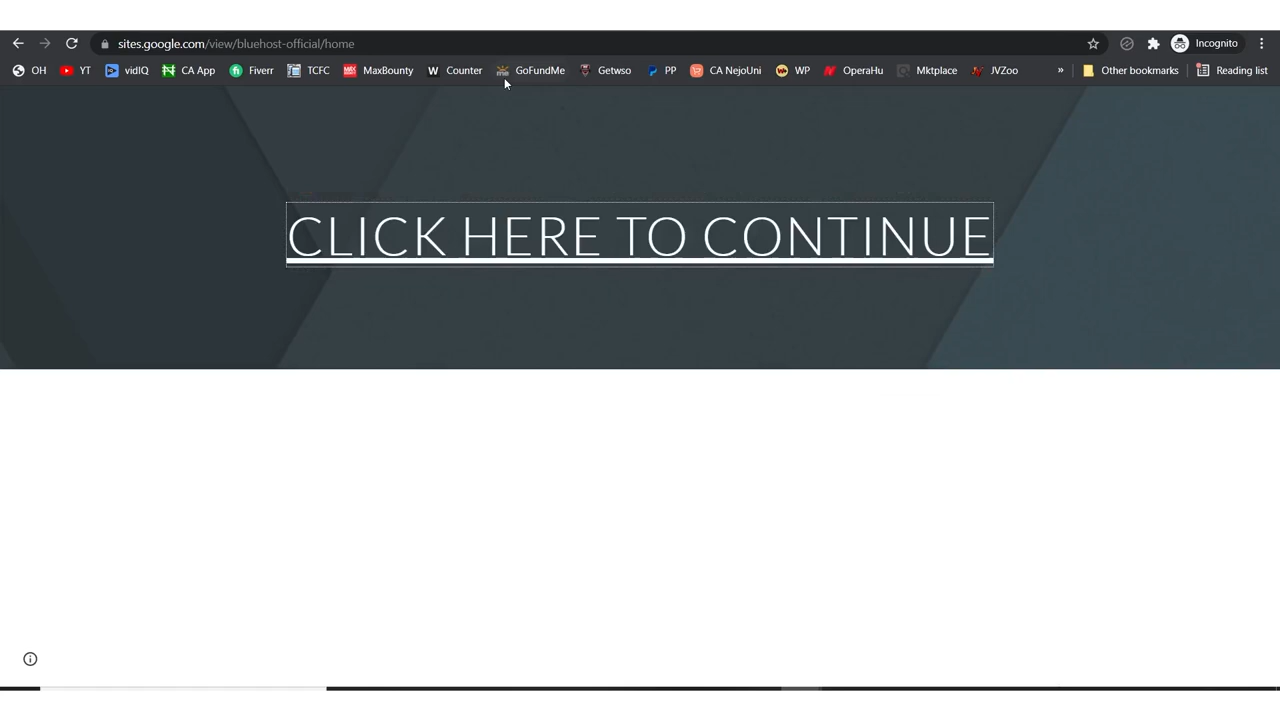 sites.google.com/view/bluehost-official/home Incognito
OH YT vidIQ CA App Fiverr TCFC MaxBounty Counter GoFundMe Getwso PP CA NejoUni WP OperaHu Mktplace JVZoo » Other bookmarks Reading list
CLICK HERE TO CONTINUE